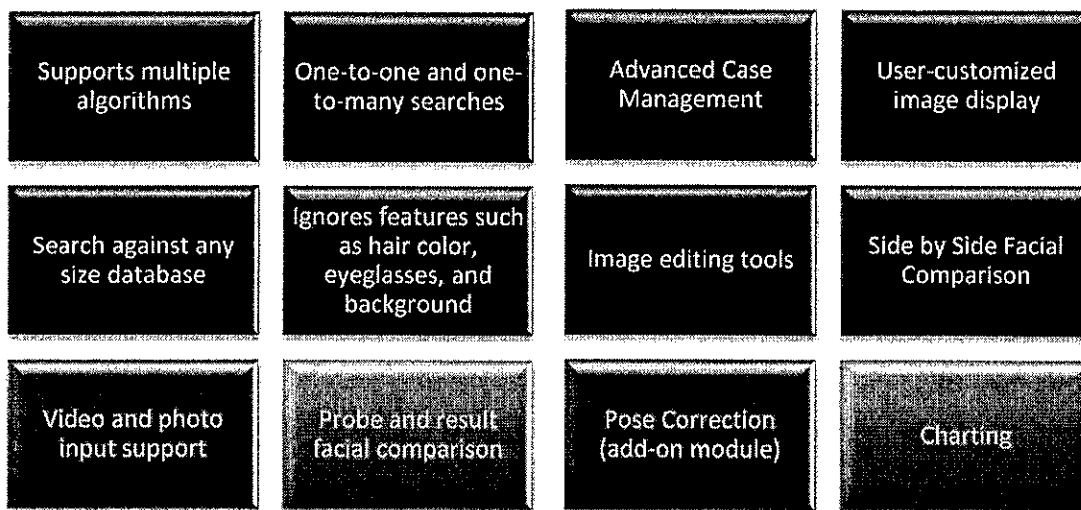 Supports multiple
algorithms
One-to-one and one-
to-many searches
Advanced Case
Management
User-customized
image display
Search against any
size database
Ignores features such
as hair color,
eyeglasses, and
background
Image editing tools
Side by Side Facial
Comparison
Video and photo
input support
Probe and result
facial comparison
Pose Correction
(add-on module)
Charting